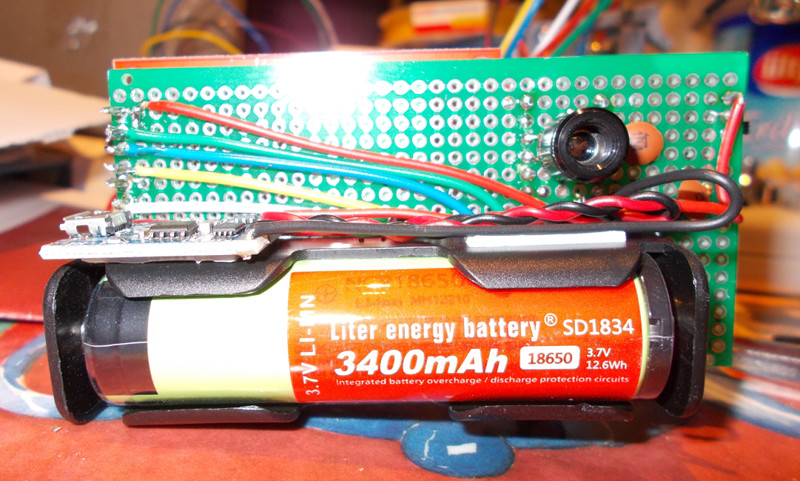 NCR18650
Liter energy battery® SD1834
3400mAh 18650 3.7V
12.6Wh
Integrated battery overcharge / discharge protection circuits
3.7V LI-